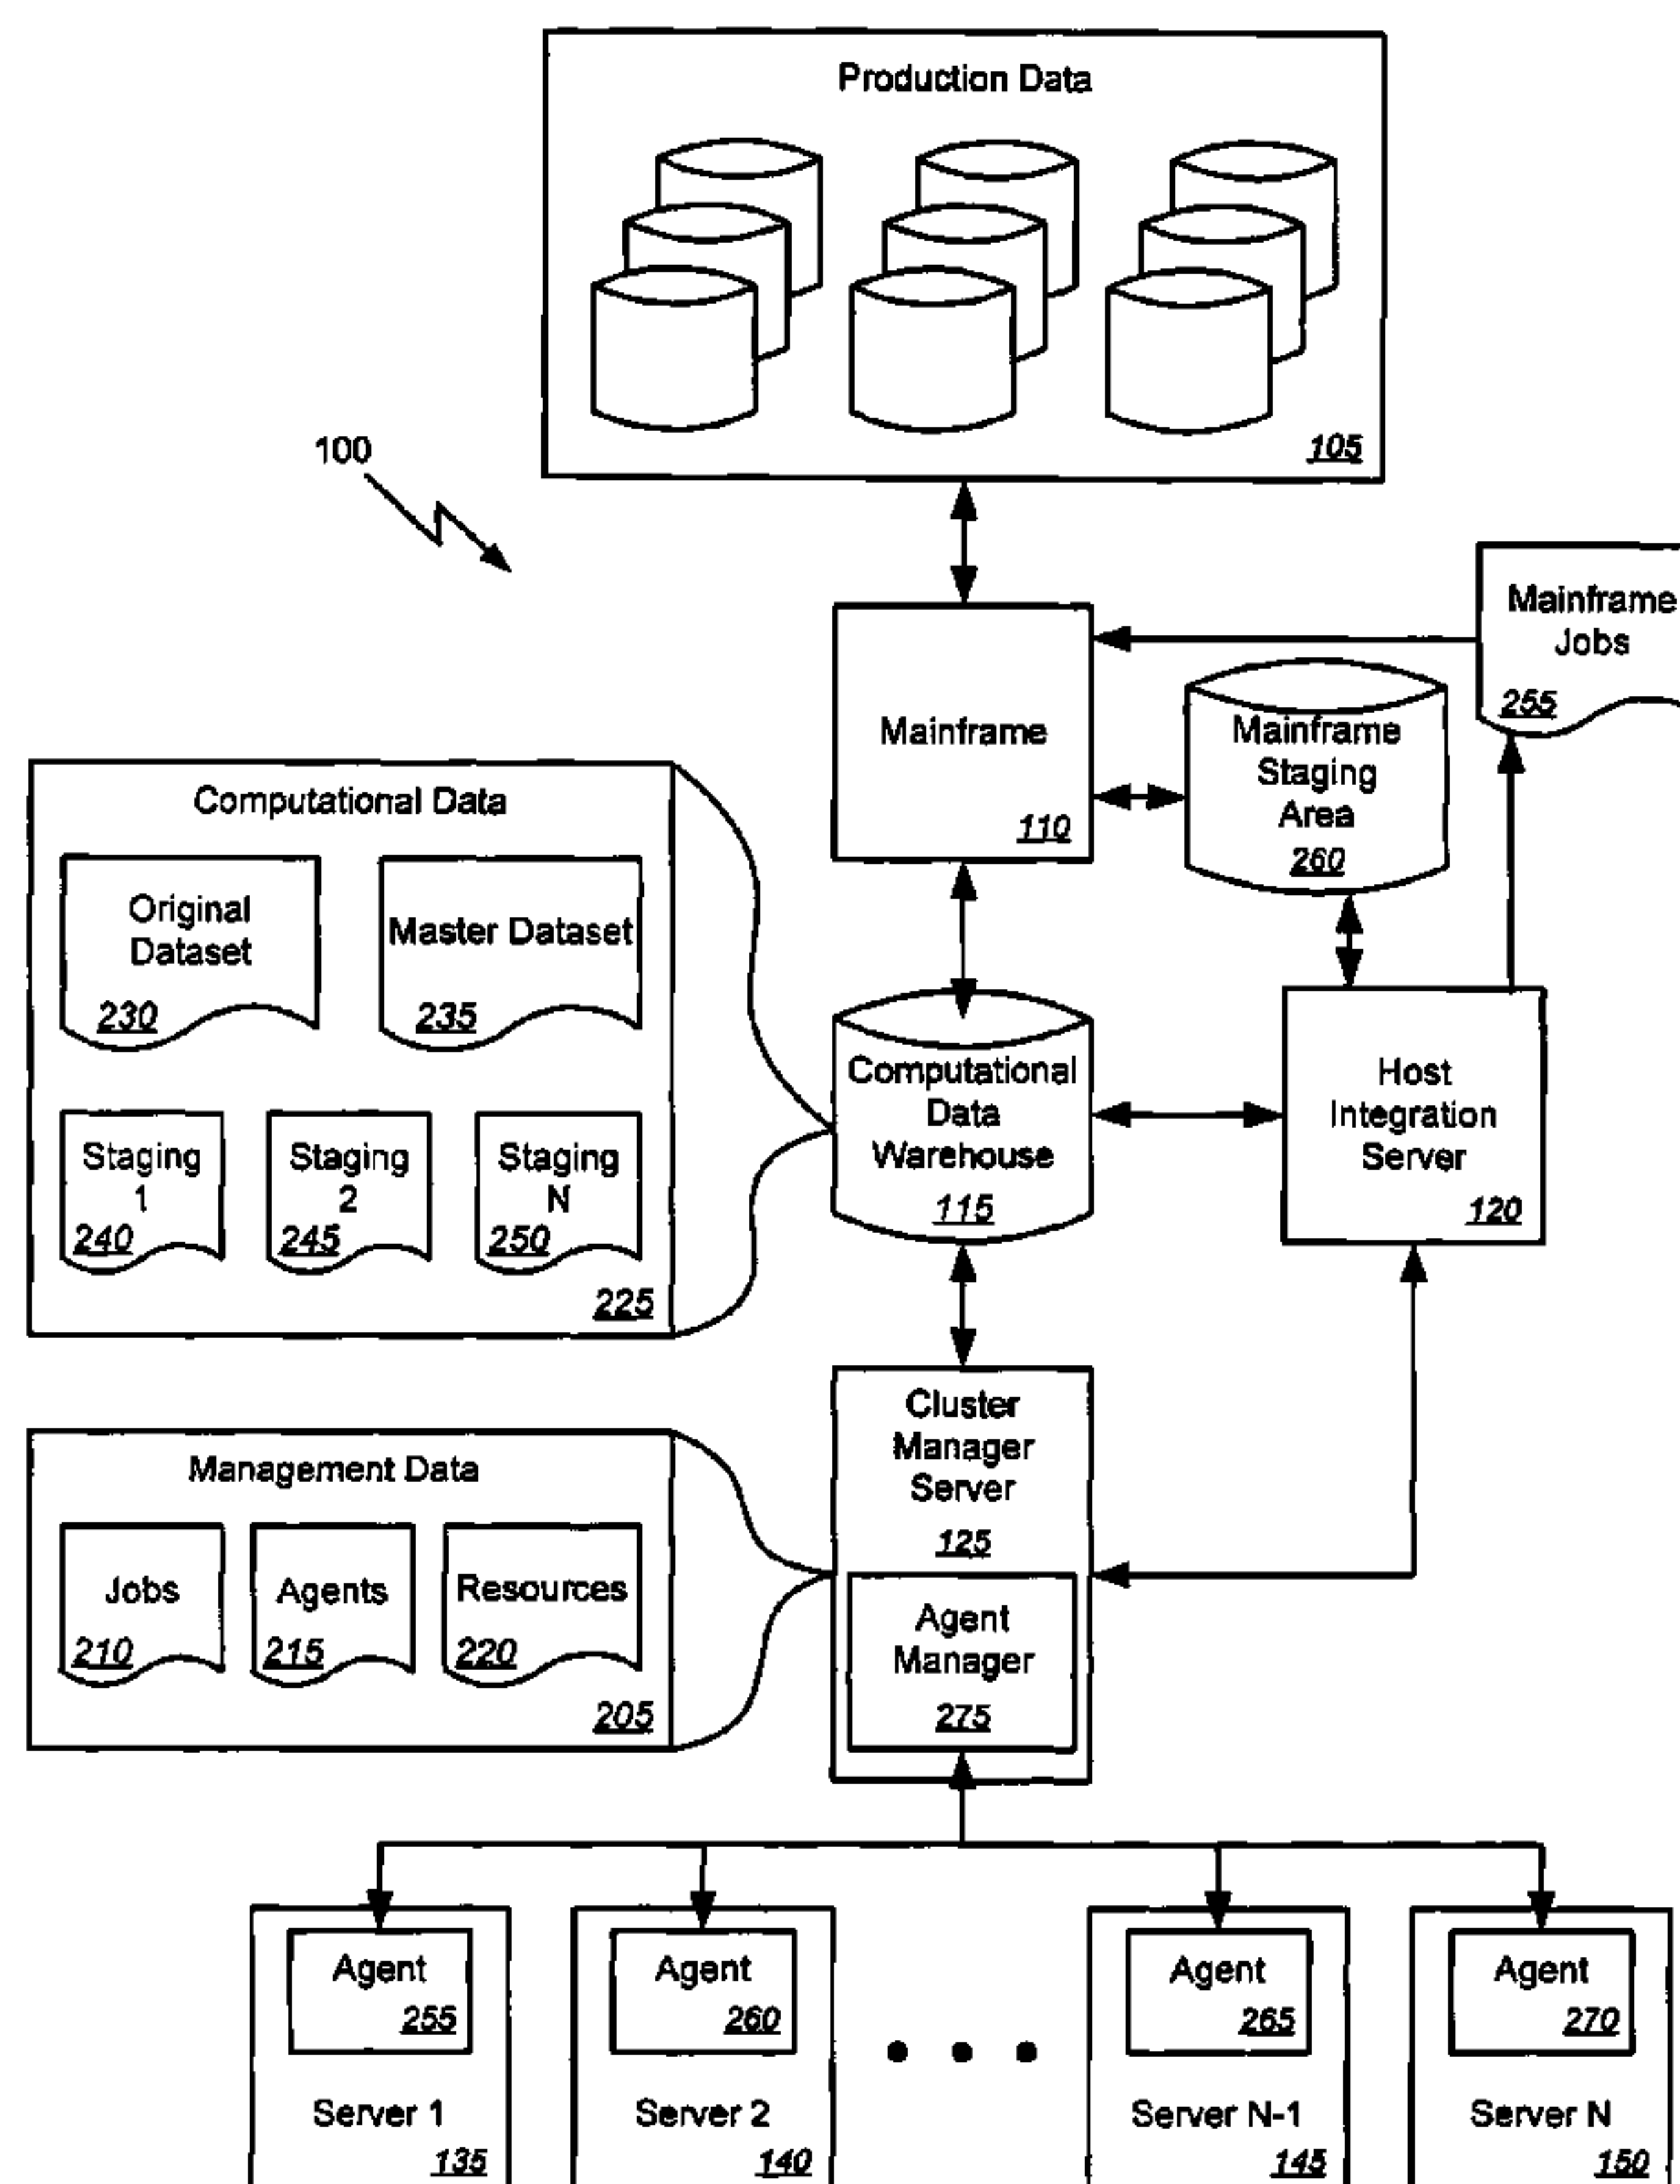 Production Data
105
100
Mainframe
Jobs
255
Mainframe
110
Mainframe
Staging
Area
260
Computational Data
Original
Dataset
230
Master Dataset
235
Staging
1
240
Staging
2
245
Staging
N
250
225
Computational
Data
Warehouse
115
Host
Integration
Server
120
Management Data
Jobs
210
Agents
215
Resources
220
205
Cluster
Manager
Server
125
Agent
Manager
275
Agent
255
Server 1
135
Agent
260
Server 2
140
Agent
265
Server N-1
145
Agent
270
Server N
150